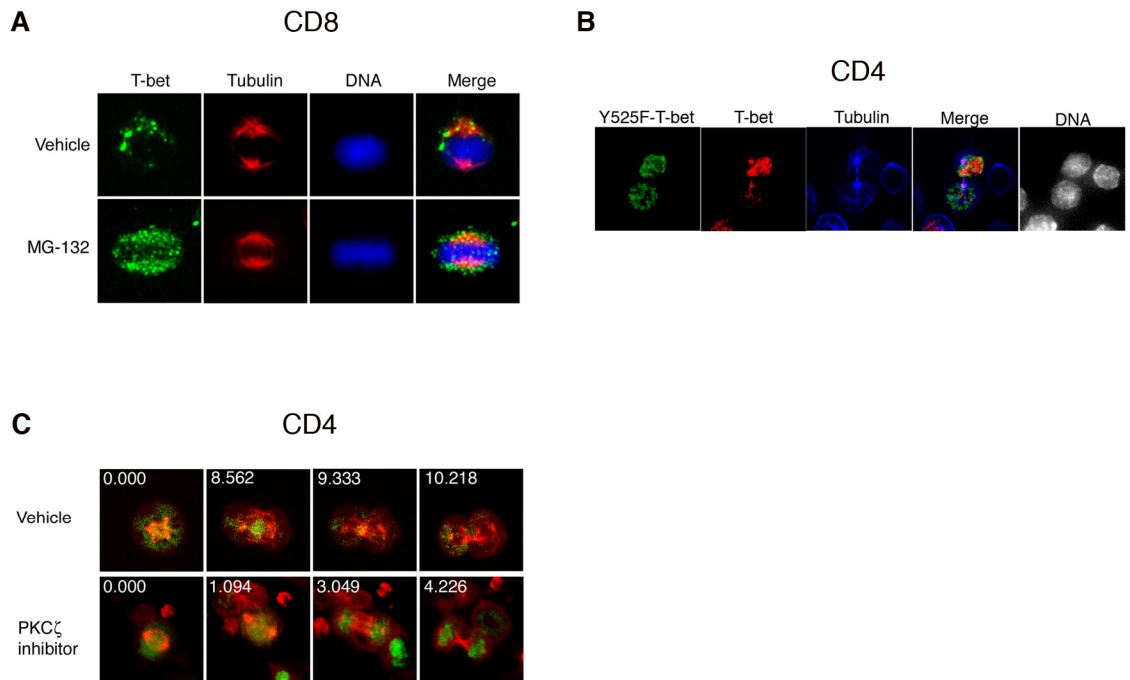 A
CD8
T-bet Tubulin DNA Merge
Vehicle
MG-132
B
CD4
Y525F-T-bet T-bet Tubulin Merge DNA
C
CD4
Vehicle
0.000 8.562 9.333 10.218
PKCζ
inhibitor
0.000 1.094 3.049 4.226